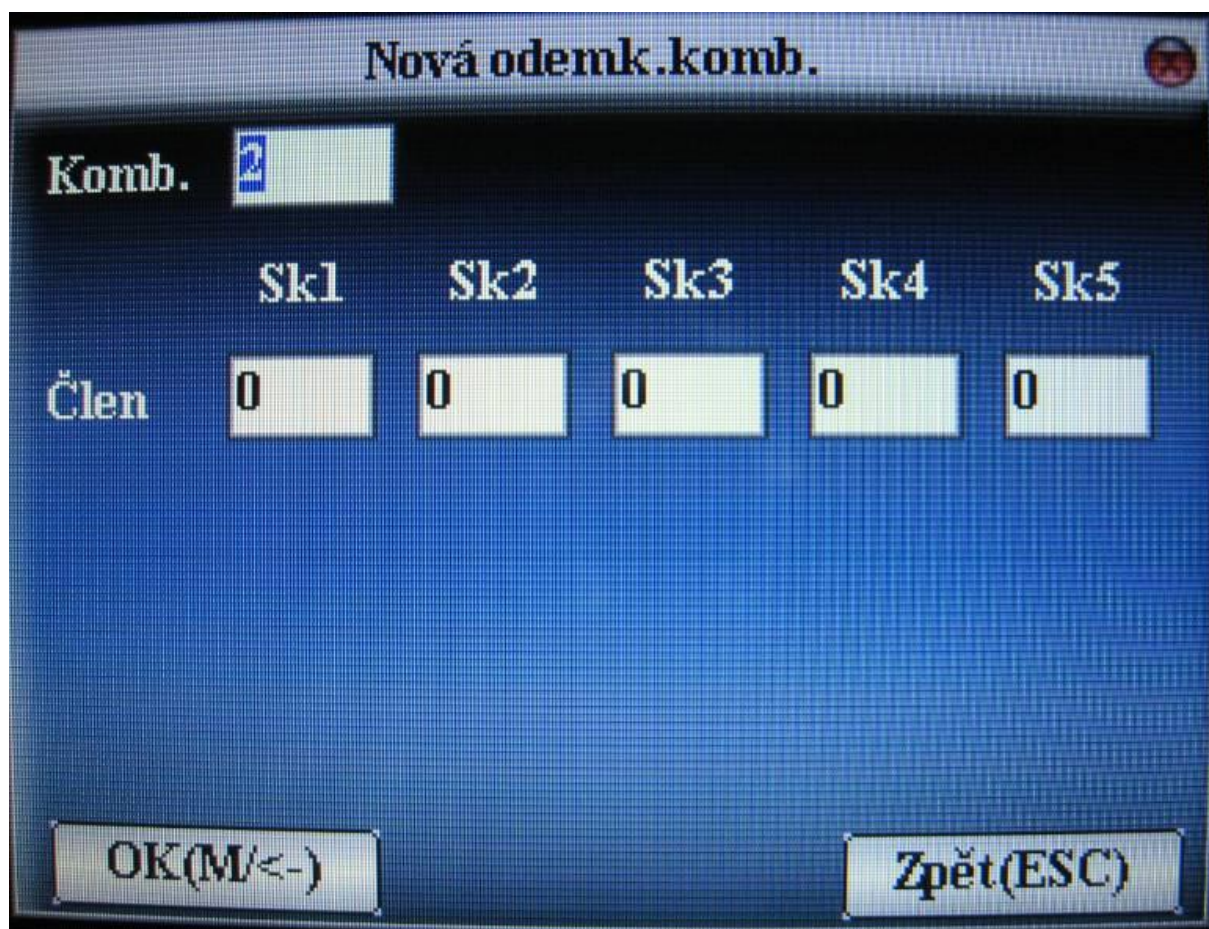 Nová odemk.komb.
Komb. 2
Sk1 Sk2 Sk3 Sk4 Sk5
Člen 0 0 0 0 0
OK(M/<-) Zpět(ESC)